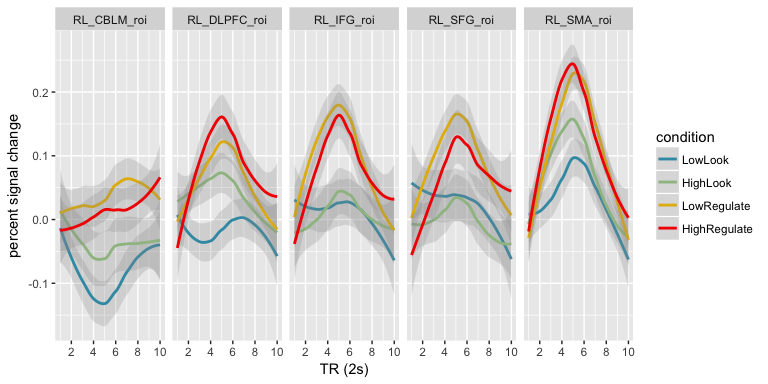 RL_CBLM_roi RL_DLPFC_roi RL_IFG_roi RL_SFG_roi RL_SMA_roi
percent signal change
0.2
0.1
0.0
-0.1
2 4 6 8 10 2 4 6 8 10 2 4 6 8 10 2 4 6 8 10 2 4 6 8 10
TR (2s)
condition
LowLook
HighLook
LowRegulate
HighRegulate